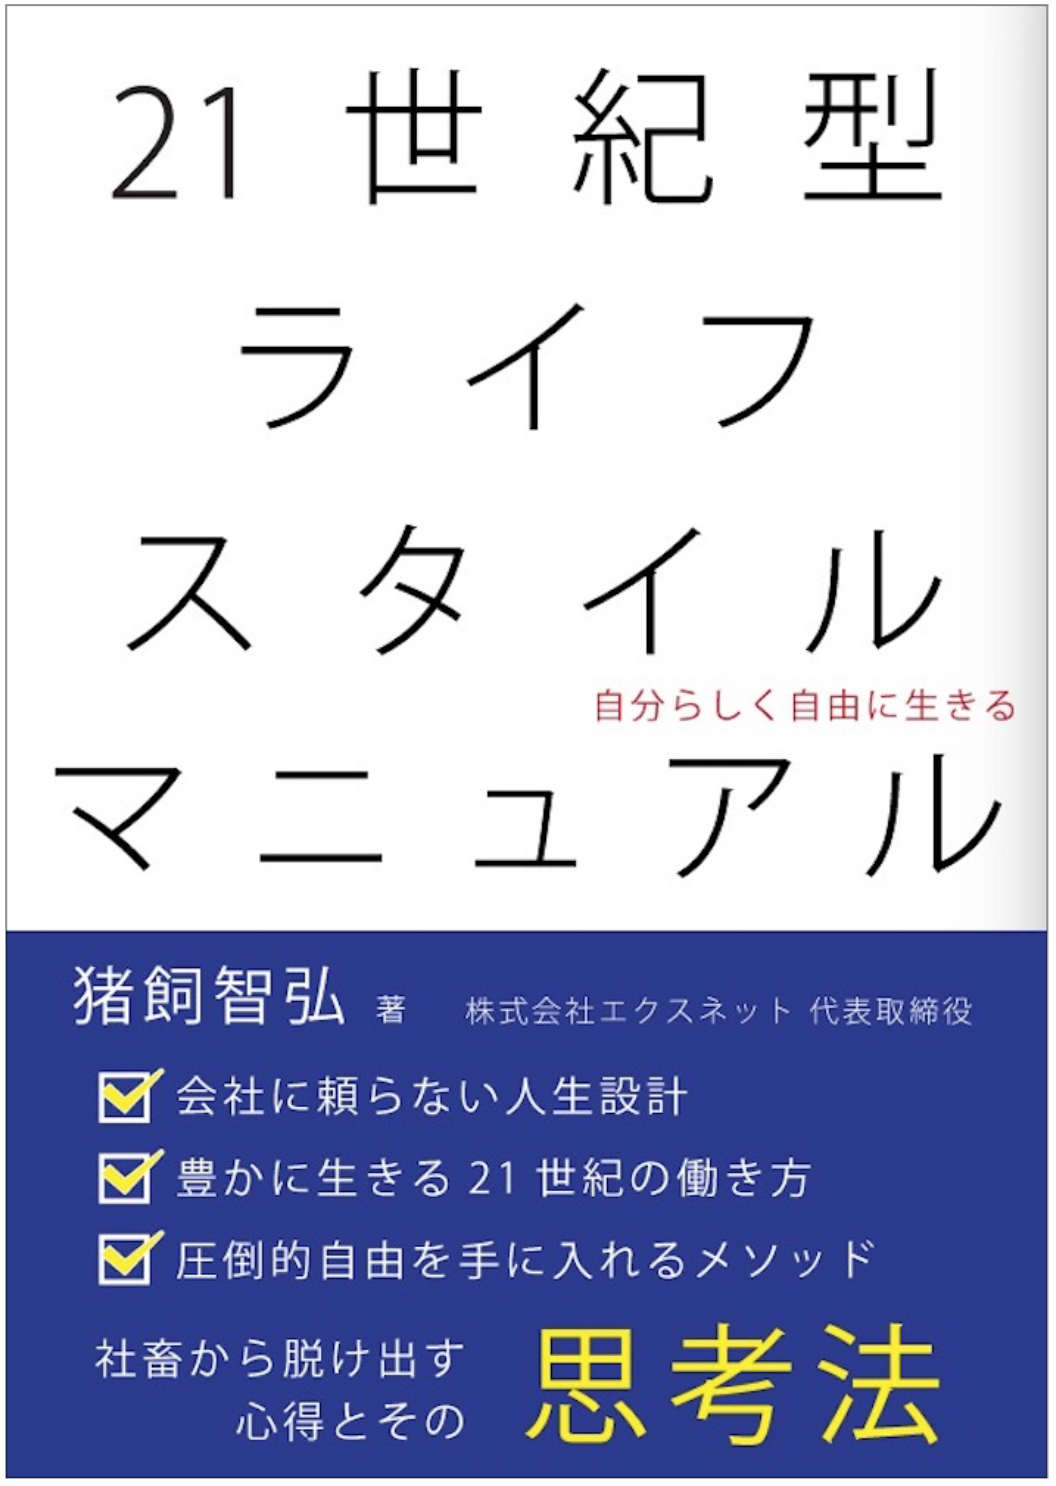 21世紀型
ライフ
スタイル
自分らしく自由に生きる
マニュアル
猪飼智弘 著 株式会社エクスネット 代表取締役
会社に頼らない人生設計
豊かに生きる21世紀の働き方
圧倒的自由を手に入れるメソッド
社畜から脱け出す
心得とその
思考法